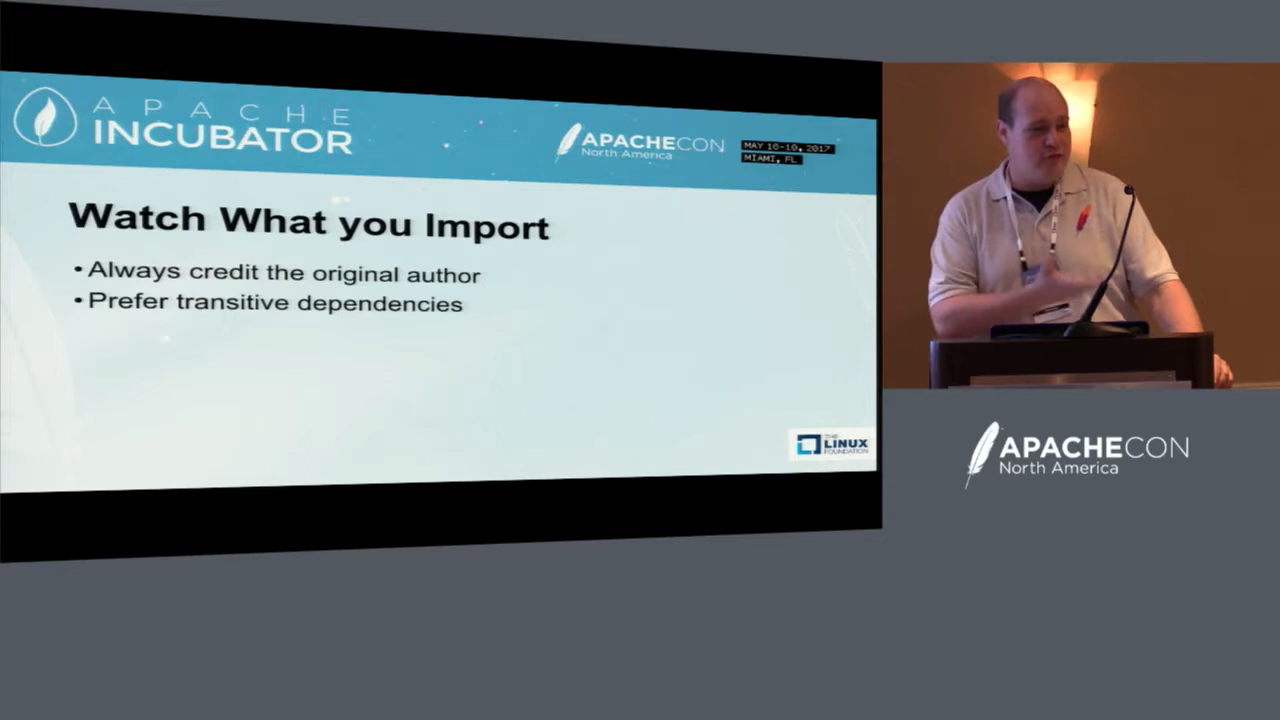 APACHE
INCUBATOR
APACHECON
North America
MAY 16-18, 2017
MIAMI, FL
Watch What you Import
• Always credit the original author
• Prefer transitive dependencies
THE
LINUX
FOUNDATION
APACHECON
North America